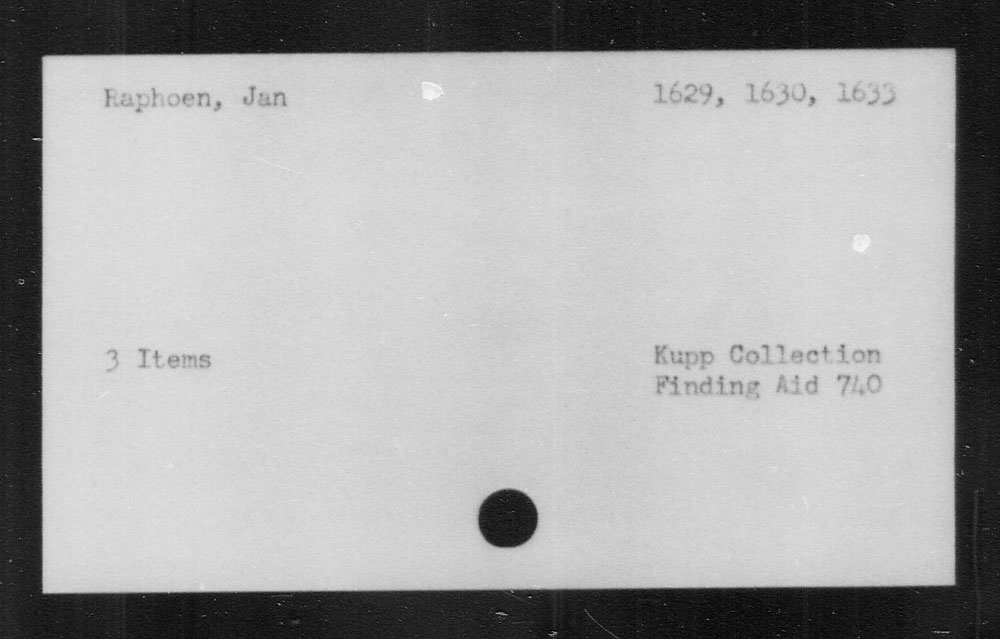 Raphoen, Jan 1629, 1630, 1633
3 Items Kupp Collection
Finding Aid 740